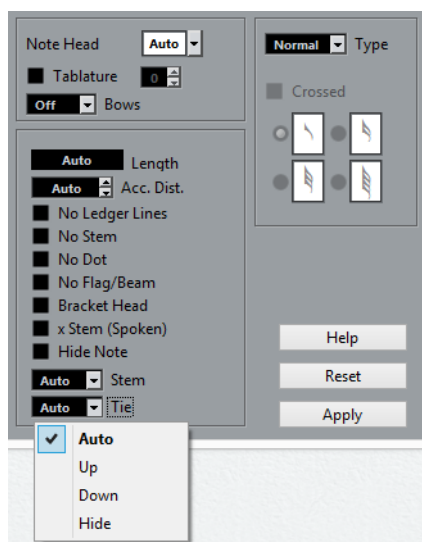 Note Head Auto
Tablature 0
Off Bows
Auto Length
Auto Acc. Dist.
No Ledger Lines
No Stem
No Dot
No Flag/Beam
Bracket Head
x Stem (Spoken)
Hide Note
Auto Stem
Auto Tie
Auto
Up
Down
Hide
Normal Type
Crossed
Help
Reset
Apply